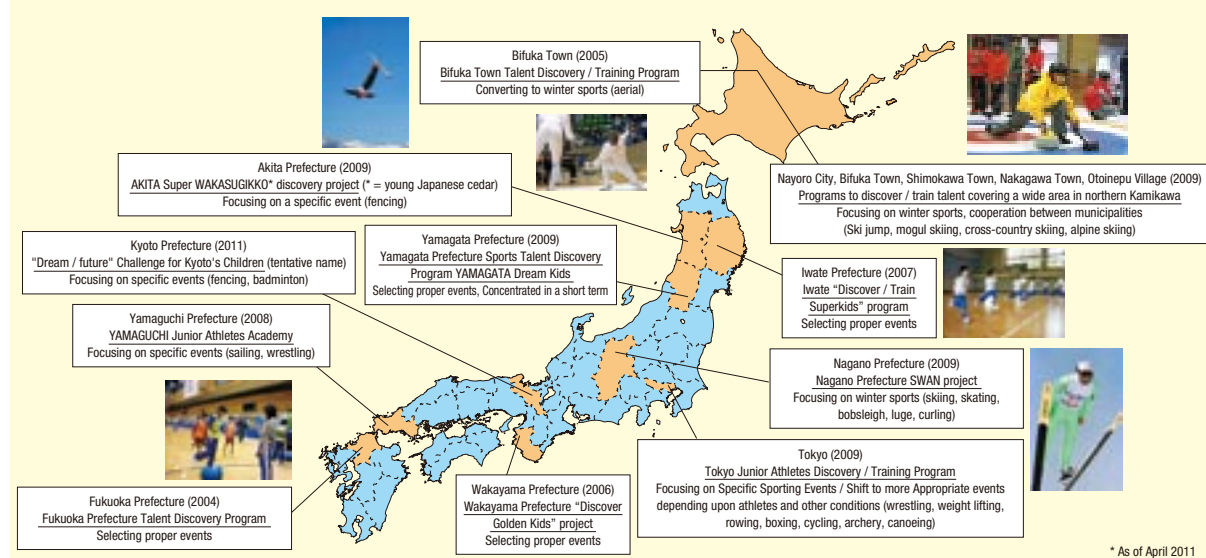 Bifuka Town (2005)
Bifuka Town Talent Discovery / Training Program
Converting to winter sports (aerial)
Akita Prefecture (2009)
AKITA Super WAKASUGIKKO* discovery project (* = young Japanese cedar)
Focusing on a specific event (fencing)
Nayoro City, Bifuka Town, Shimokawa Town, Nakagawa Town, Otoinepu Village (2009)
Programs to discover / train talent covering a wide area in northern Kamikawa
Focusing on winter sports, cooperation between municipalities
(Ski jump, mogul skiing, cross-country skiing, alpine skiing)
Kyoto Prefecture (2011)
"Dream / future" Challenge for Kyoto's Children (tentative name)
Focusing on specific events (fencing, badminton)
Yamagata Prefecture (2009)
Yamagata Prefecture Sports Talent Discovery
Program YAMAGATA Dream Kids
Selecting proper events, Concentrated in a short term
Iwate Prefecture (2007)
Iwate “Discover / Train
Superkids” program
Selecting proper events
Yamaguchi Prefecture (2008)
YAMAGUCHI Junior Athletes Academy
Focusing on specific events (sailing, wrestling)
Nagano Prefecture (2009)
Nagano Prefecture SWAN project
Focusing on winter sports (skiing, skating,
bobsleigh, luge, curling)
Tokyo (2009)
Tokyo Junior Athletes Discovery / Training Program
Focusing on Specific Sporting Events / Shift to more Appropriate events
depending upon athletes and other conditions (wrestling, weight lifting,
rowing, boxing, cycling, archery, canoeing)
Fukuoka Prefecture (2004)
Fukuoka Prefecture Talent Discovery Program
Selecting proper events
Wakayama Prefecture (2006)
Wakayama Prefecture “Discover
Golden Kids” project
Selecting proper events
* As of April 2011